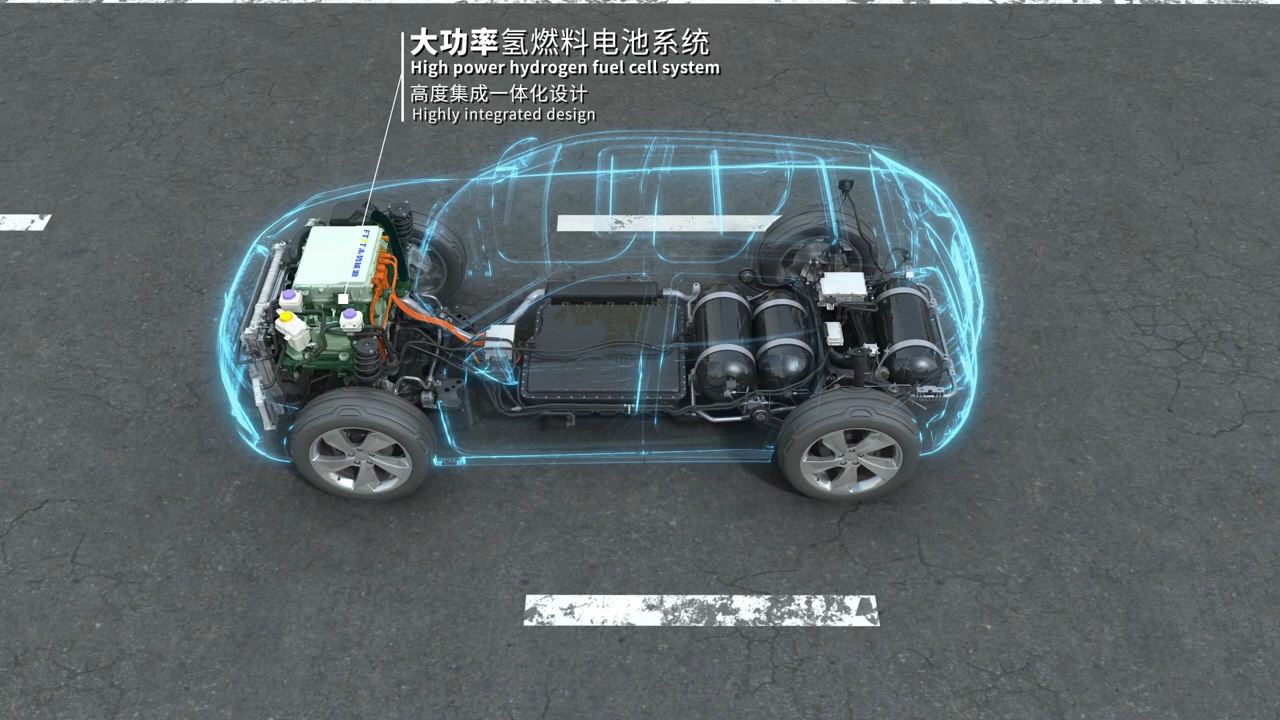 大功率氢燃料电池系统
High power hydrogen fuel cell system
高度集成一体化设计
Highly integrated design